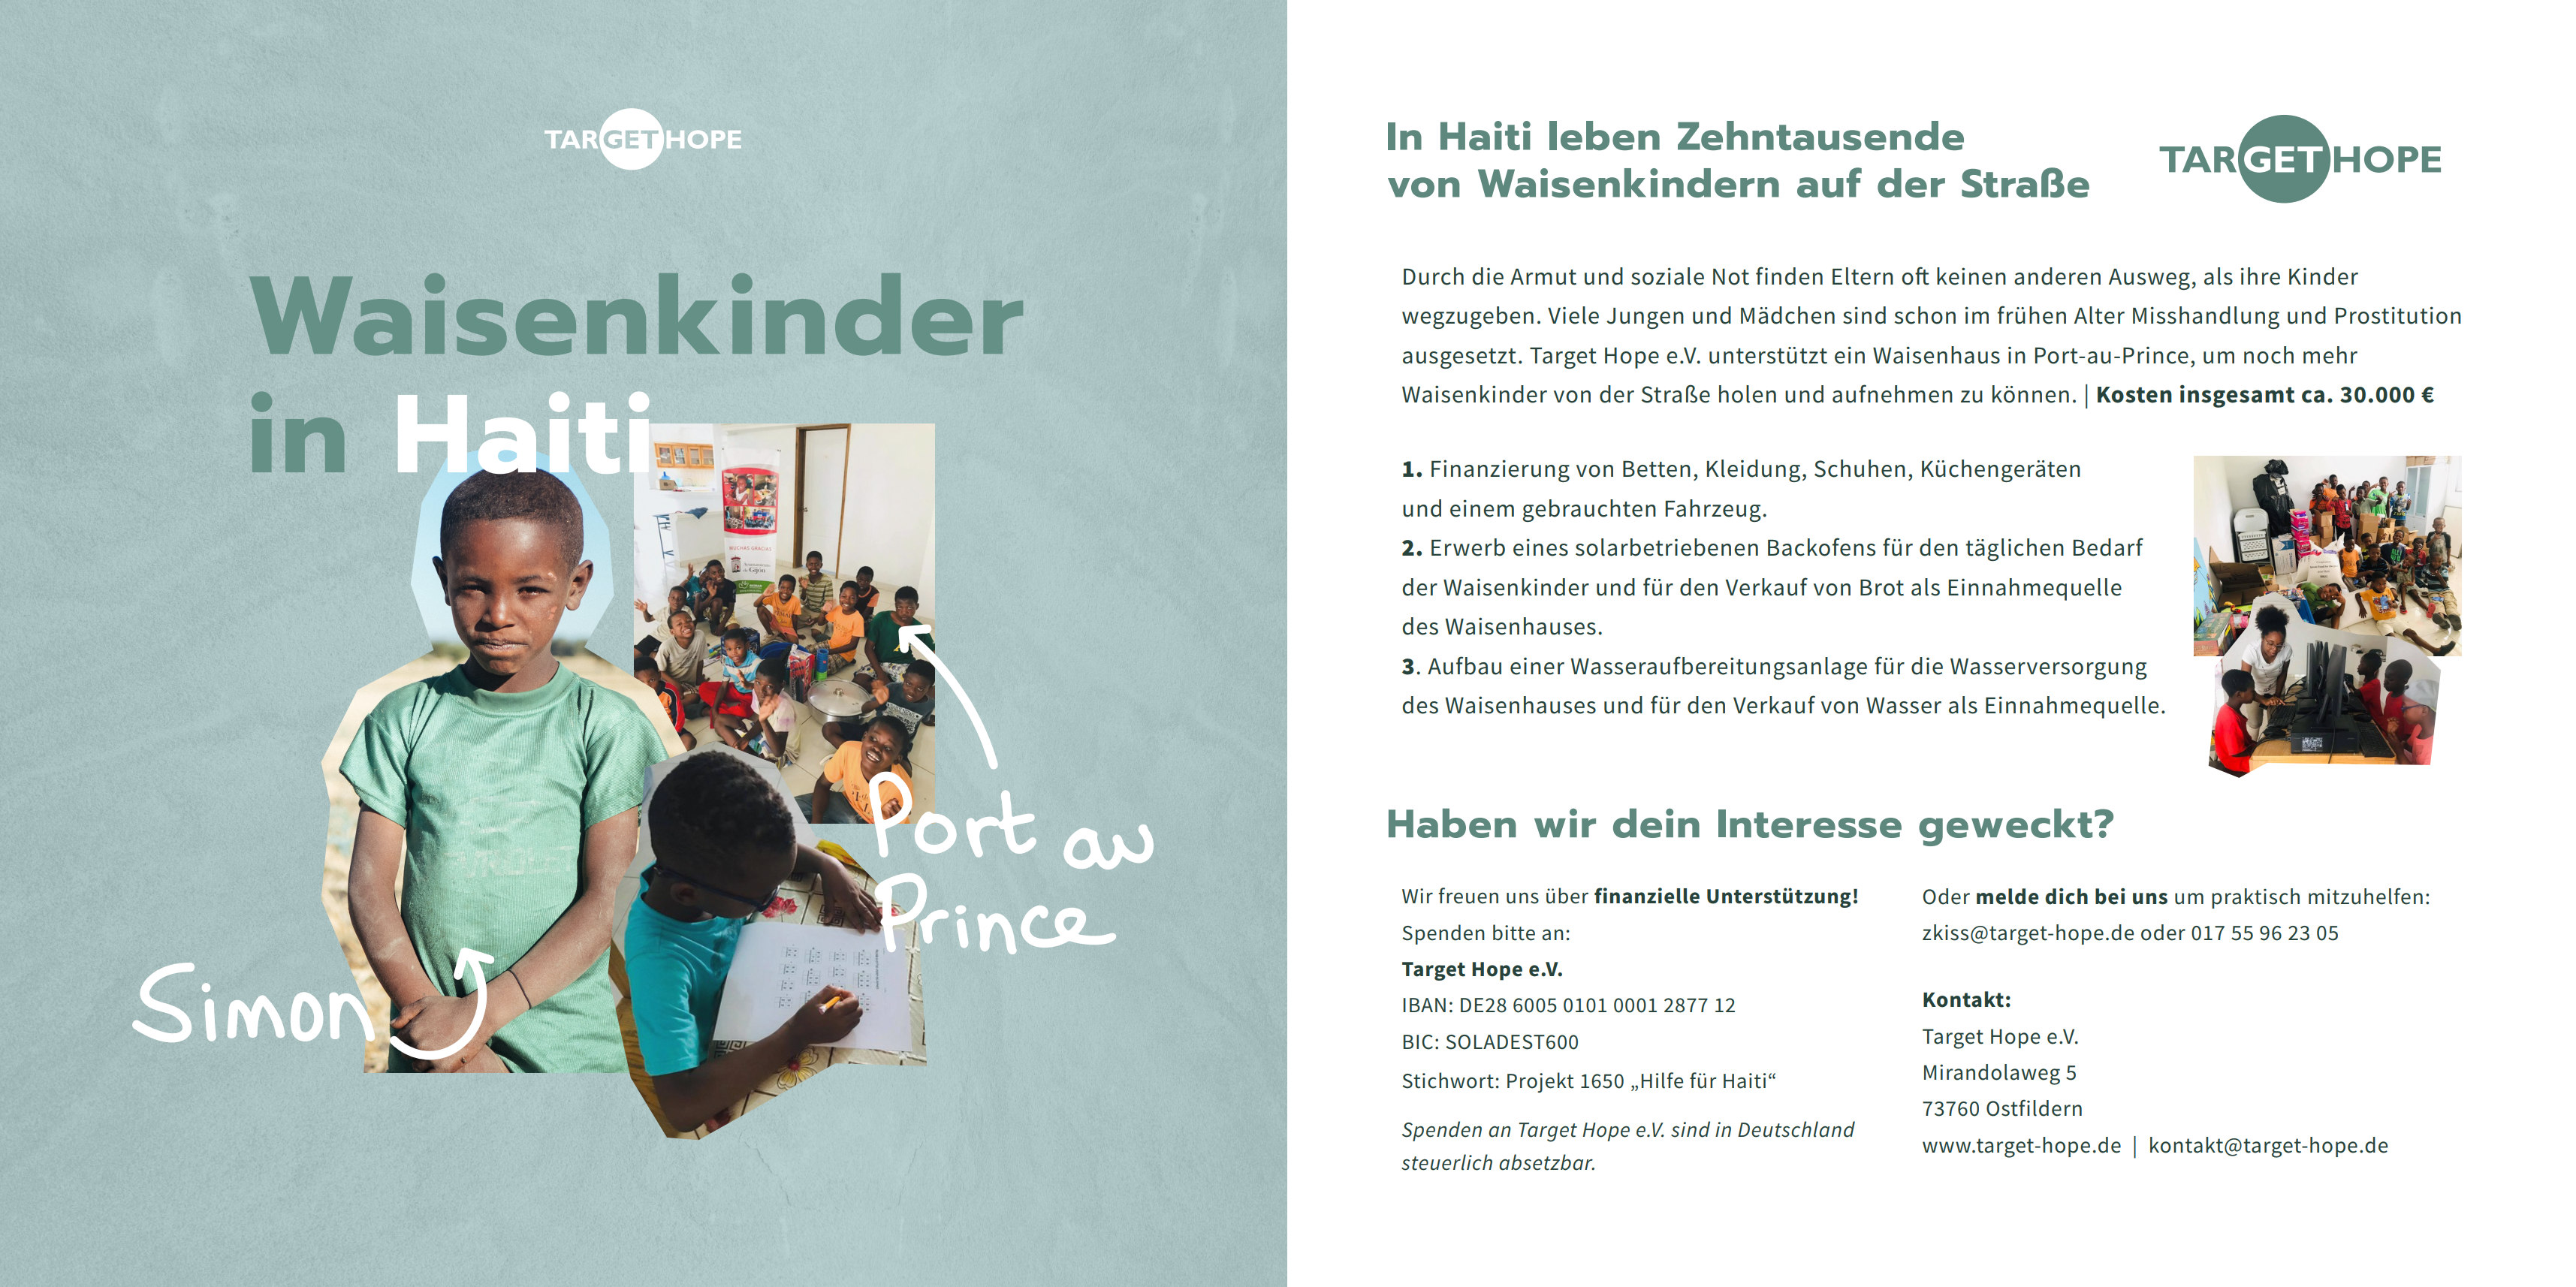 TARGETHOPE
Waisenkinder
in Haiti
MUCHAS GRACIAS
Port au
Prince
Simon
In Haiti leben Zehntausende
von Waisenkindern auf der Straße
TARGETHOPE
Durch die Armut und soziale Not finden Eltern oft keinen anderen Ausweg, als ihre Kinder
wegzugeben. Viele Jungen und Mädchen sind schon im frühen Alter Misshandlung und Prostitution
ausgesetzt. Target Hope e.V. unterstützt ein Waisenhaus in Port-au-Prince, um noch mehr
Waisenkinder von der Straße holen und aufnehmen zu können. | Kosten insgesamt ca. 30.000 €
1. Finanzierung von Betten, Kleidung, Schuhen, Küchengeräten
und einem gebrauchten Fahrzeug.
2. Erwerb eines solarbetriebenen Backofens für den täglichen Bedarf
der Waisenkinder und für den Verkauf von Brot als Einnahmequelle
des Waisenhauses.
3. Aufbau einer Wasseraufbereitungsanlage für die Wasserversorgung
des Waisenhauses und für den Verkauf von Wasser als Einnahmequelle.
Haben wir dein Interesse geweckt?
Wir freuen uns über finanzielle Unterstützung!
Spenden bitte an:
Target Hope e.V.
IBAN: DE28 6005 0101 0001 2877 12
BIC: SOLADEST600
Stichwort: Projekt 1650 „Hilfe für Haiti“
Spenden an Target Hope e.V. sind in Deutschland
steuerlich absetzbar.
Oder melde dich bei uns um praktisch mitzuhelfen:
zkiss@target-hope.de oder 017 55 96 23 05
Kontakt:
Target Hope e.V.
Mirandolaweg 5
73760 Ostfildern
www.target-hope.de | kontakt@target-hope.de